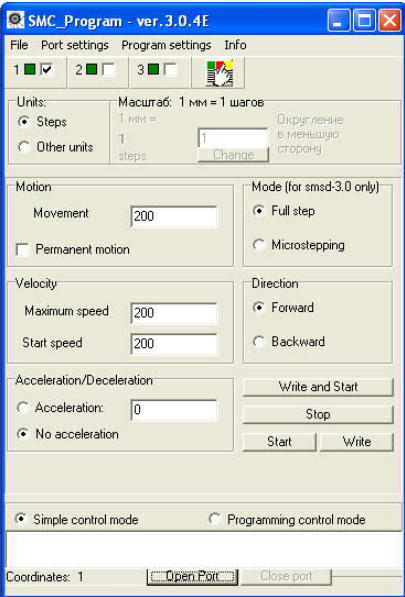 SMC_Program - ver.3.0.4E
File Port settings Program settings Info
1 2 3
Units: Масштаб: 1 мм = 1 шагов
Steps 1 мм = Округление
1 1 в меньшую
Other units steps Change сторону
Motion Mode (for smsd-3.0 only)
Movement 200 Full step
Permanent motion Microstepping
Velocity Direction
Maximum speed 200 Forward
Start speed 200 Backward
Acceleration/Deceleration Write and Start
Acceleration: 0 Stop
No acceleration Start Write
Simple control mode Programming control mode
Coordinates: 1 Open Port Close port